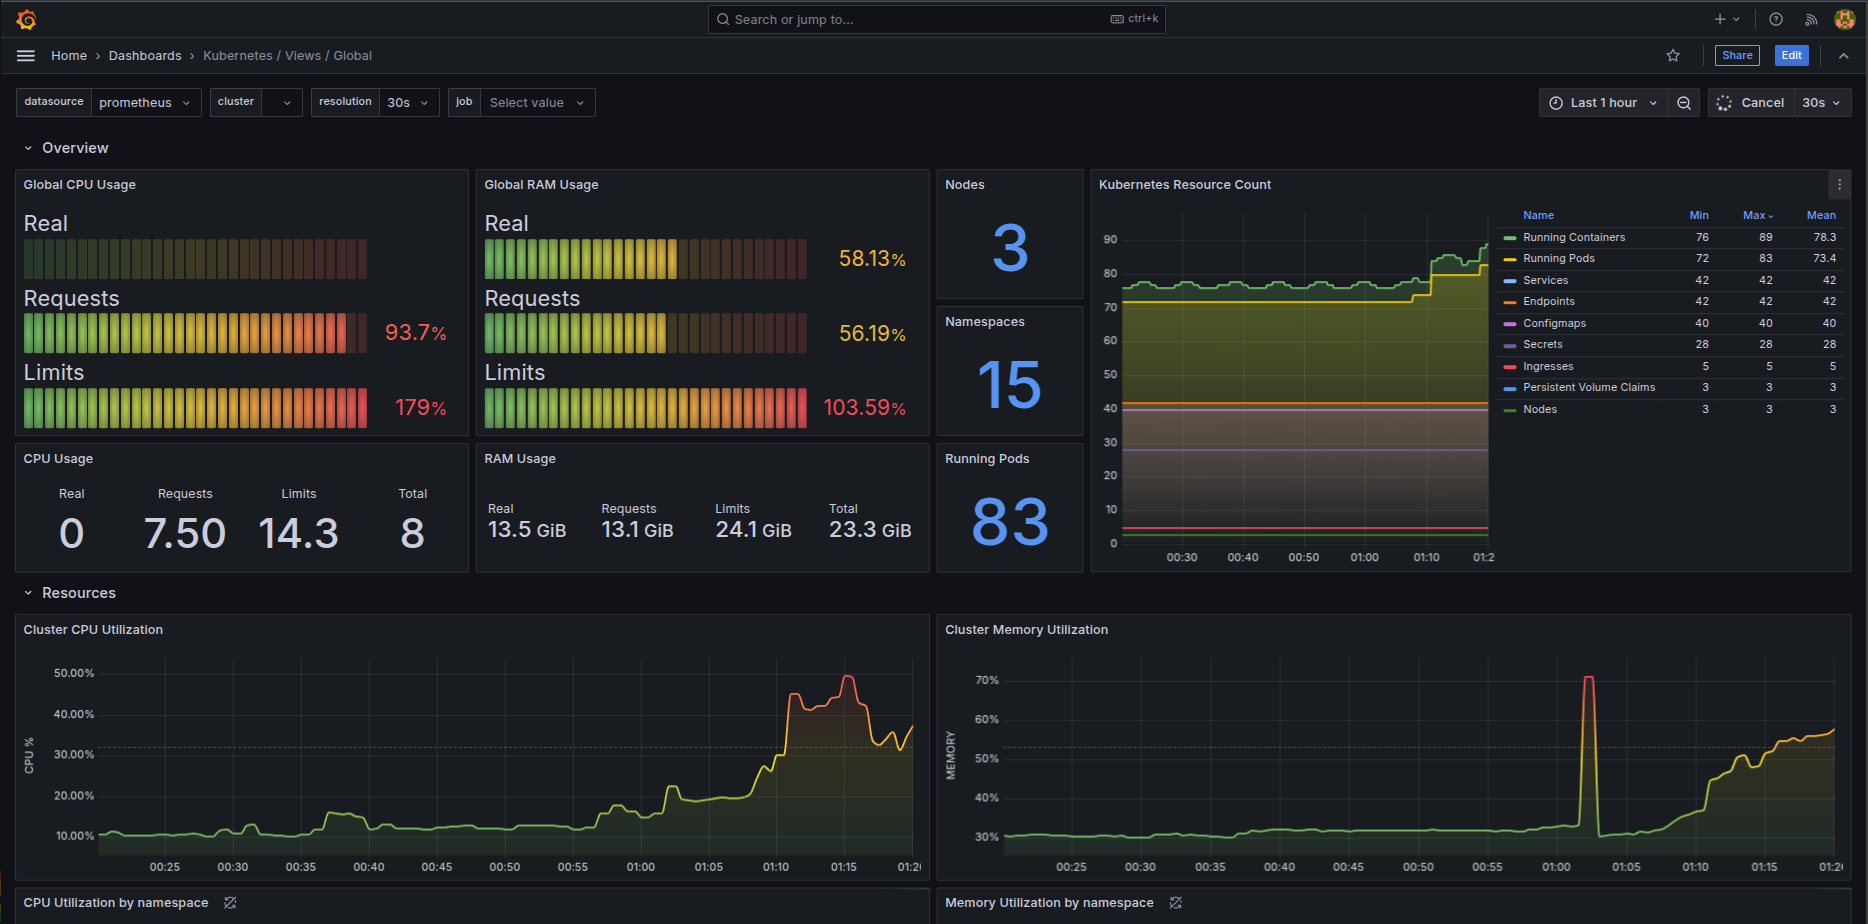 Search or jump to...
ctrl+k
Home › Dashboards › Kubernetes / Views / Global
Share
Edit
datasource prometheus
cluster
resolution 30s
job Select value
Last 1 hour
Cancel
30s
Overview
Global CPU Usage
Real
Requests
93.7%
Limits
179%
Global RAM Usage
Real
58.13%
Requests
56.19%
Limits
103.59%
Nodes
3
Namespaces
15
Kubernetes Resource Count
90
80
70
60
50
40
30
20
10
0
00:30 00:40 00:50 01:00 01:10 01:2
Name Min Max Mean
Running Containers 76 89 78.3
Running Pods 72 83 73.4
Services 42 42 42
Endpoints 42 42 42
Configmaps 40 40 40
Secrets 28 28 28
Ingresses 5 5 5
Persistent Volume Claims 3 3 3
Nodes 3 3 3
CPU Usage
Real Requests Limits Total
0 7.50 14.3 8
RAM Usage
Real Requests Limits Total
13.5 GiB 13.1 GiB 24.1 GiB 23.3 GiB
Running Pods
83
Resources
Cluster CPU Utilization
CPU %
50.00%
40.00%
30.00%
20.00%
10.00%
00:25 00:30 00:35 00:40 00:45 00:50 00:55 01:00 01:05 01:10 01:15 01:20
Cluster Memory Utilization
MEMORY
70%
60%
50%
40%
30%
00:25 00:30 00:35 00:40 00:45 00:50 00:55 01:00 01:05 01:10 01:15 01:20
CPU Utilization by namespace
Memory Utilization by namespace